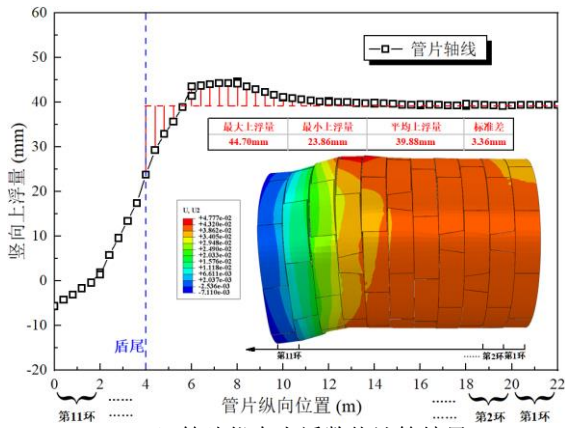 60
50
40
30
20
10
0
-10
-20
竖向上浮量 (mm)
管片轴线
最大上浮量 最小上浮量 平均上浮量 标准差
44.70mm 23.86mm 39.88mm 3.36mm
U, U2
+4.777e-02
+4.320e-02
+3.862e-02
+3.405e-02
+2.948e-02
+2.490e-02
+2.033e-02
+1.576e-02
+1.118e-02
+6.611e-03
+2.037e-03
-2.536e-03
-7.110e-03
盾尾
第11环 …… 第2环 第1环
0 2 4 6 8 10 12 14 16 18 20 22
管片纵向位置 (m)
第11环 …… …… 第2环 第1环